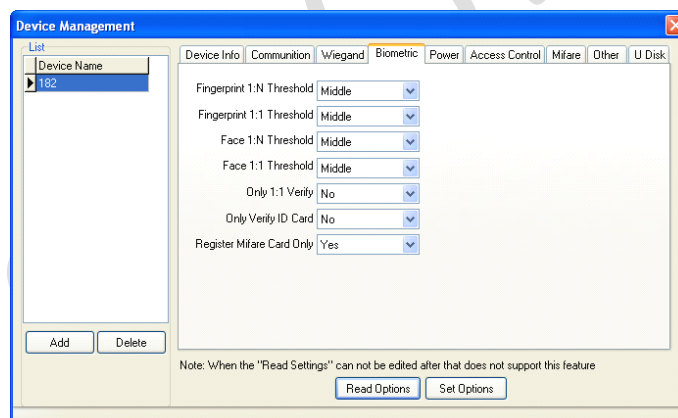 Device Management
List
Device Name
182
Add Delete
Device Info Communition Wiegand Biometric Power Access Control Mifare Other U Disk
Fingerprint 1:N Threshold Middle
Fingerprint 1:1 Threshold Middle
Face 1:N Threshold Middle
Face 1:1 Threshold Middle
Only 1:1 Verify No
Only Verify ID Card No
Register Mifare Card Only Yes
Note: When the "Read Settings" can not be edited after that does not support this feature
Read Options Set Options